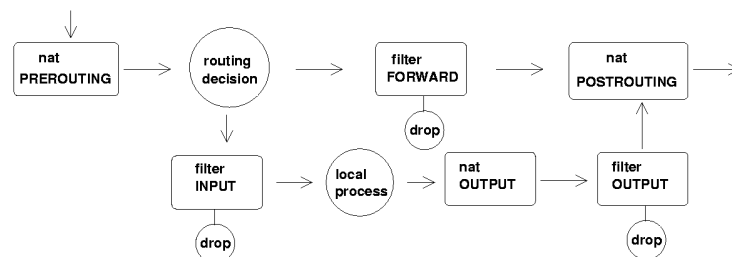 nat
PREROUTING
routing
decision
filter
FORWARD
nat
POSTROUTING
drop
filter
INPUT
local
process
nat
OUTPUT
filter
OUTPUT
drop
drop